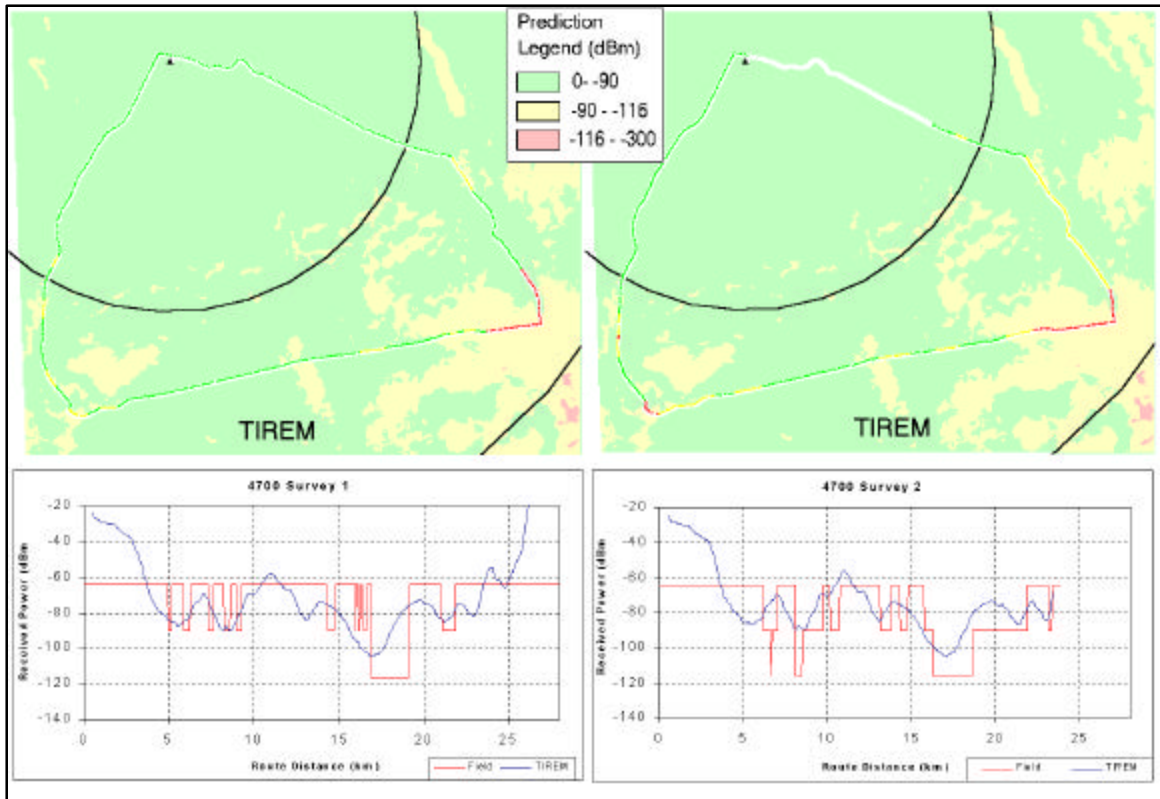 Prediction
Legend (dBm)
0- -90
-90 - -116
-116 - -300
TIREM
TIREM
4700 Survey 1
-20
-40
-60
-80
-100
-120
-140
Received Power (dBm
0 5 10 15 20 25
Route Distance (km)
Field TIREM
4700 Survey 2
-20
-40
-60
-80
-100
-120
-140
Received Power (dBm
0 5 10 15 20 25
Route Distance (km)
Field TIREM